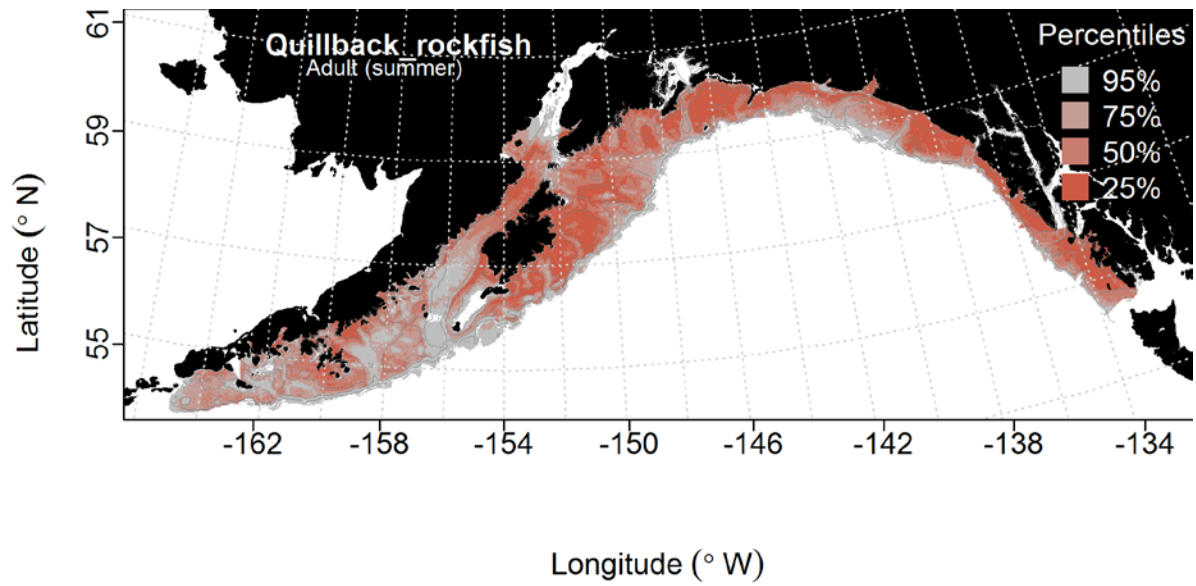 Quillback_rockfish
Adult (summer)
Percentiles
95%
75%
50%
25%
61
59
57
55
Latitude (° N)
-162 -158 -154 -150 -146 -142 -138 -134
Longitude (° W)